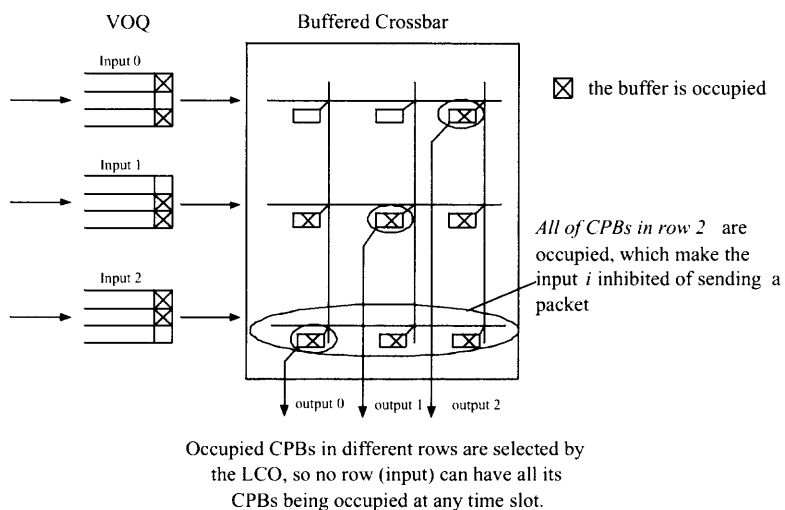 VOQ
Buffered Crossbar
Input 0
the buffer is occupied
Input 1
All of CPBs in row 2 are
occupied, which make the
input i inhibited of sending a
packet
Input 2
output 0
output 1
output 2
Occupied CPBs in different rows are selected by
the LCO, so no row (input) can have all its
CPBs being occupied at any time slot.